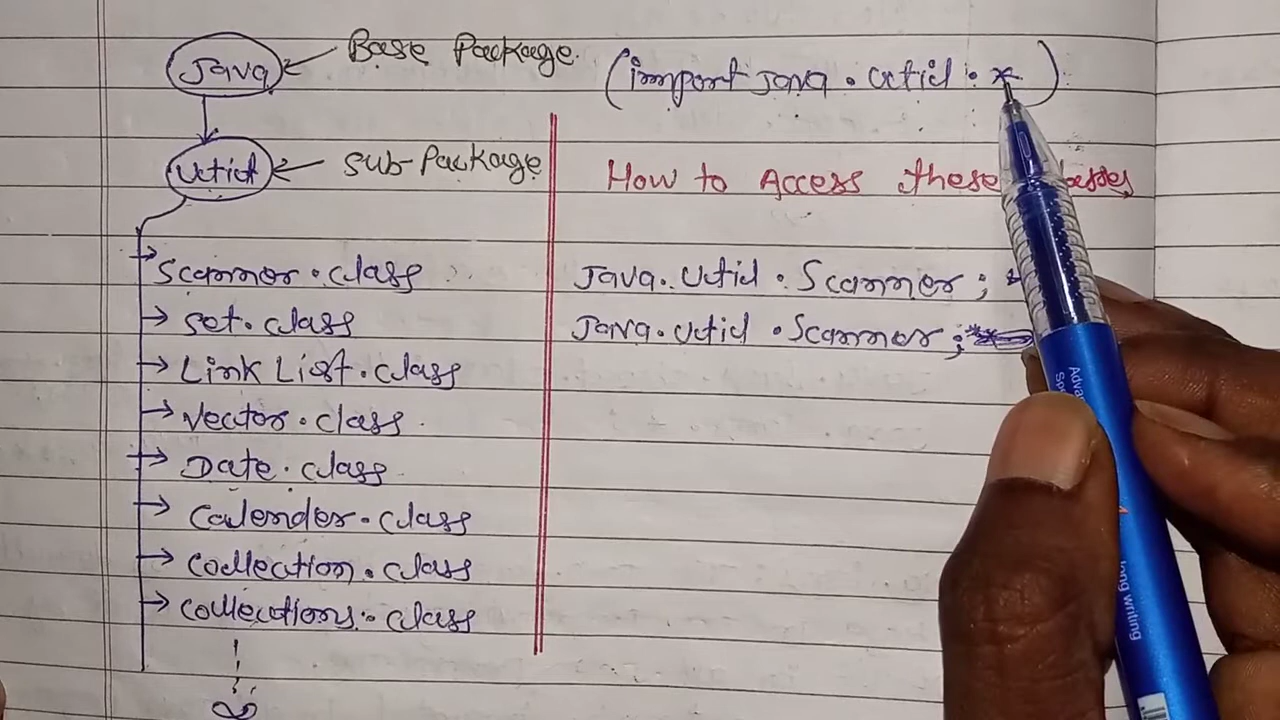 Java ← Base Package (import Java.util.*)
util ← Sub-Package
How to Access these
→ Scanner.class
Java.util.Scanner;
→ set.class
Java.util.Scanner;
→ Link List.class
→ Vector.class
→ Date.class
→ Calender.class
→ Collection.class
→ Collections.class